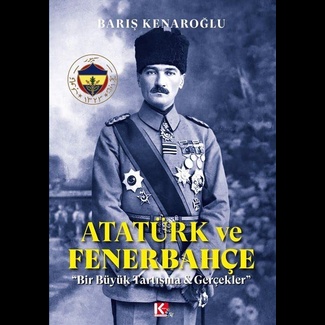 BARIŞ KENAROĞLU
ATATÜRK ve
FENERBAHÇE
“Bir Büyük Tartışma & Gerçekler”
K